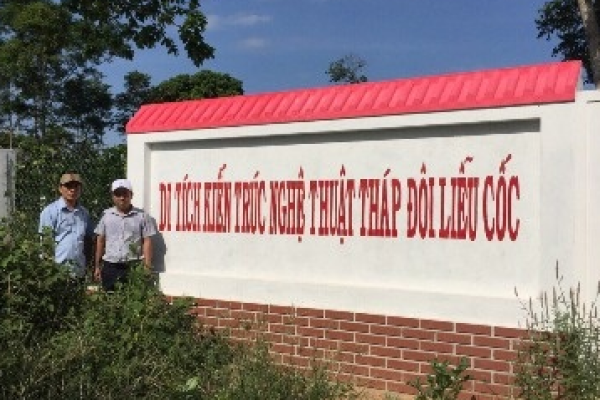 DI TÍCH KIẾN TRÚC NGHỆ THUẬT THÁP ĐÔI LIỄU CỐC